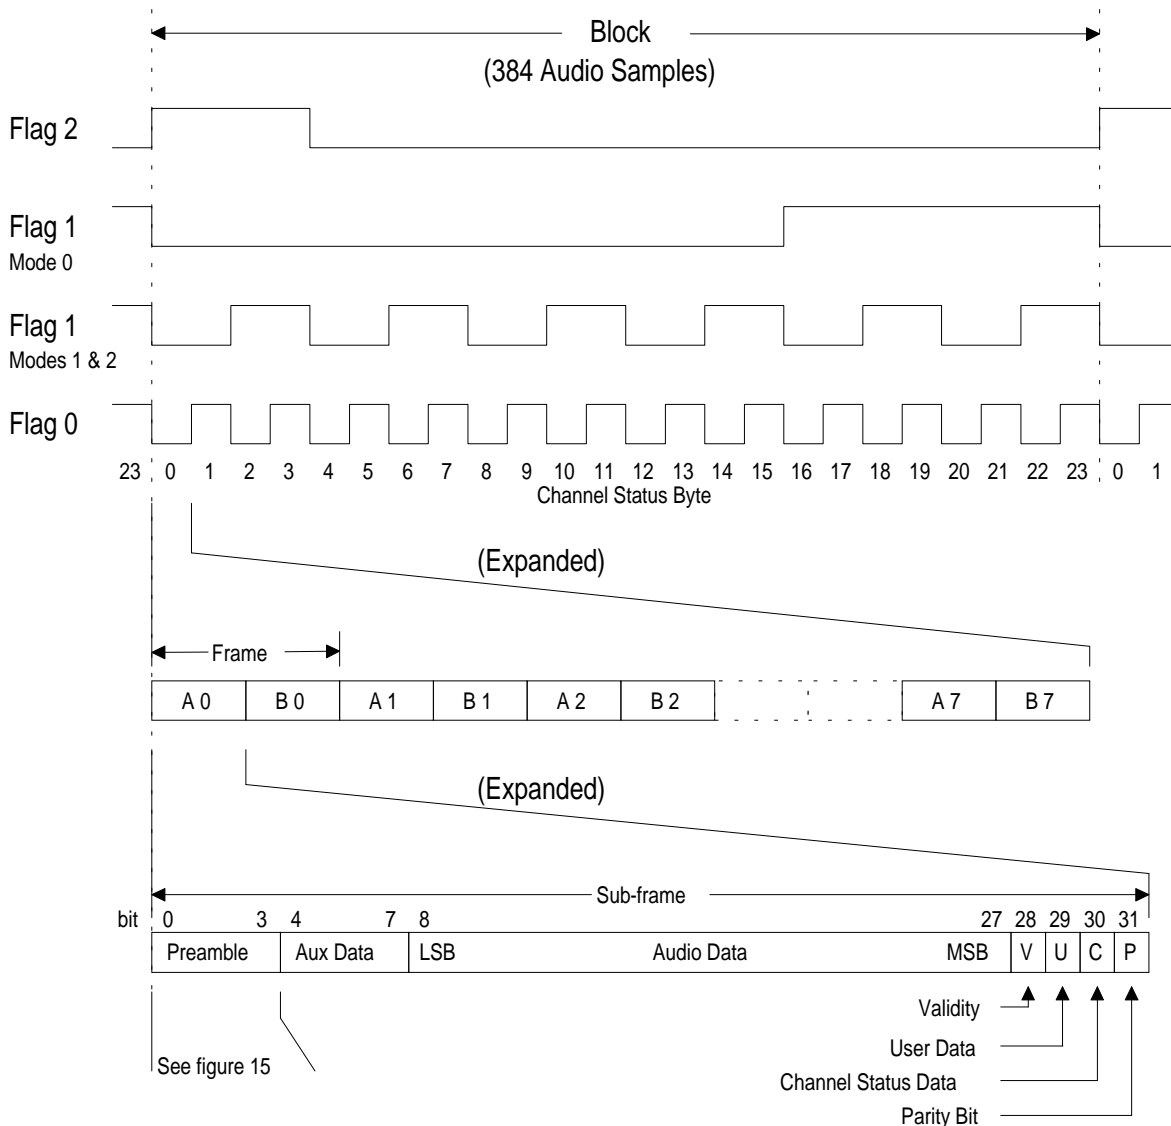 Block
(384 Audio Samples)
Flag 2
Flag 1
Mode 0
Flag 1
Modes 1 & 2
Flag 0
23 0 1 2 3 4 5 6 7 8 9 10 11 12 13 14 15 16 17 18 19 20 21 22 23 0 1
Channel Status Byte
(Expanded)
Frame
A 0 B 0 A 1 B 1 A 2 B 2 A 7 B 7
(Expanded)
Sub-frame
bit 0 3 4 7 8 27 28 29 30 31
Preamble Aux Data LSB Audio Data MSB V U C P
Validity
User Data
See figure 15
Channel Status Data
Parity Bit